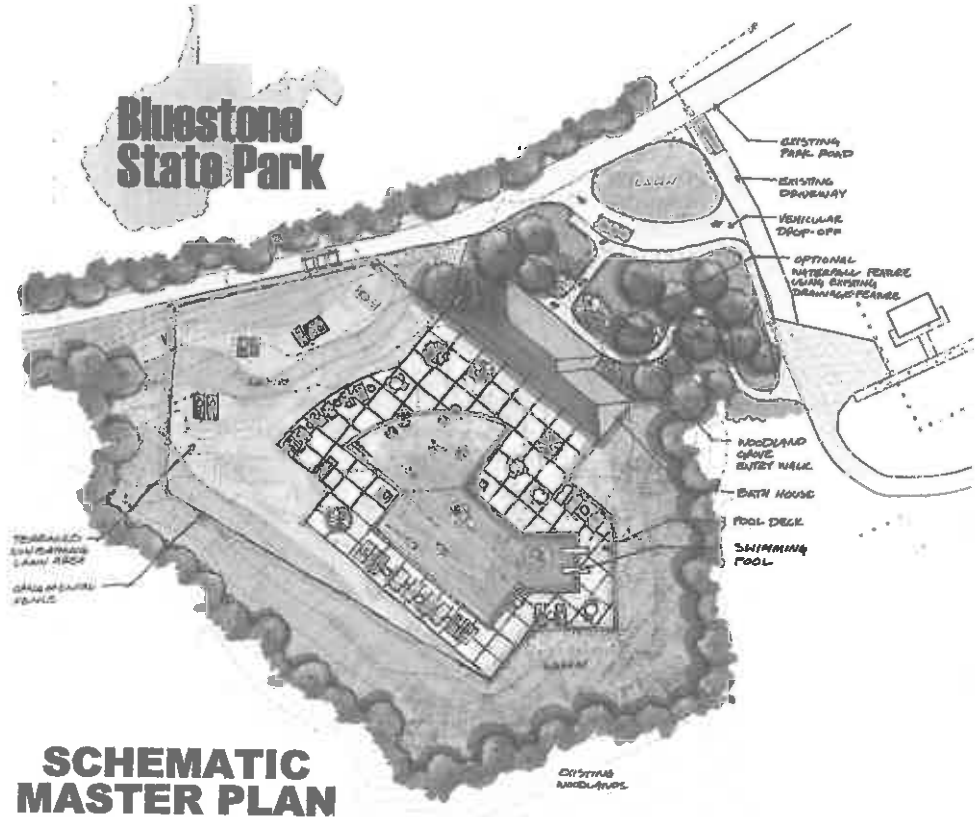 Bluestone
State Park
EXISTING
PARK ROAD
EXISTING
DRIVEWAY
VEHICULAR
DROP-OFF
OPTIONAL
WATERFALL FEATURE
USING EXISTING
DRAINAGE FEATURE
LAWN
WOODLAND
GROVE
ENTRY WALK
BATH HOUSE
POOL DECK
SWIMMING
POOL
TERRACED
SUNBATHING
LAWN AREA
ORNAMENTAL
FENCE
LAWN
EXISTING
WOODLANDS
SCHEMATIC
MASTER PLAN